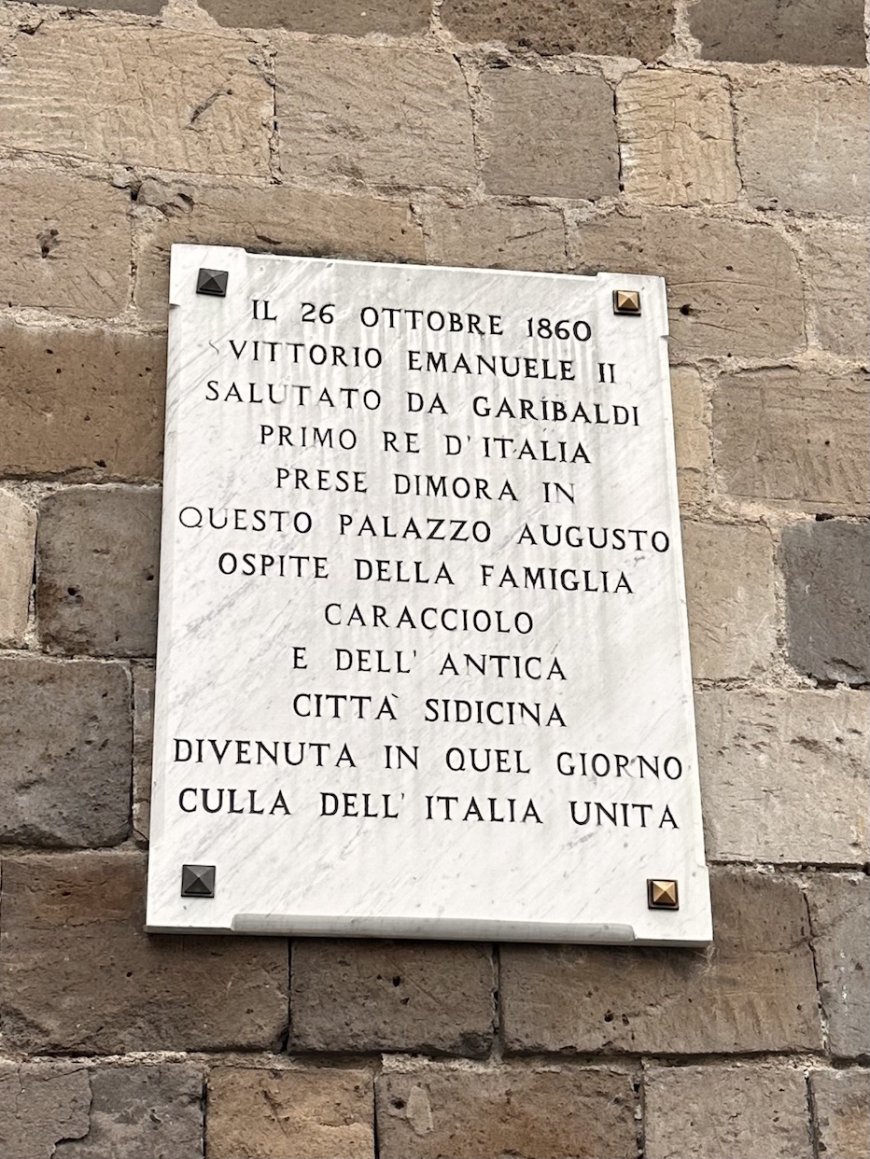 IL 26 OTTOBRE 1860
VITTORIO EMANUELE II
SALUTATO DA GARIBALDI
PRIMO RE D'ITALIA
PRESE DIMORA IN
QUESTO PALAZZO AUGUSTO
OSPITE DELLA FAMIGLIA
CARACCIOLO
E DELL' ANTICA
CITTÀ SIDICINA
DIVENUTA IN QUEL GIORNO
CULLA DELL' ITALIA UNITA